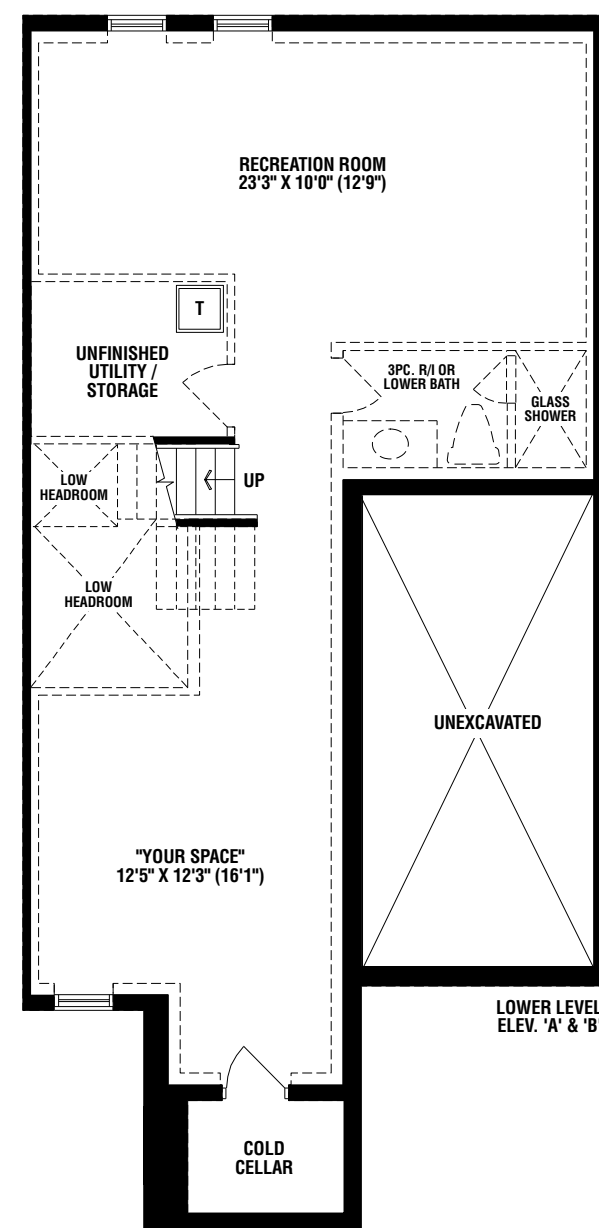 RECREATION ROOM
23'3" X 10'0" (12'9")
T
UNFINISHED
UTILITY /
STORAGE
3PC. R/I OR
LOWER BATH
GLASS
SHOWER
UP
LOW
HEADROOM
LOW
HEADROOM
UNEXCAVATED
"YOUR SPACE"
12'5" X 12'3" (16'1")
LOWER LEVEL
ELEV. 'A' & 'B'
COLD
CELLAR